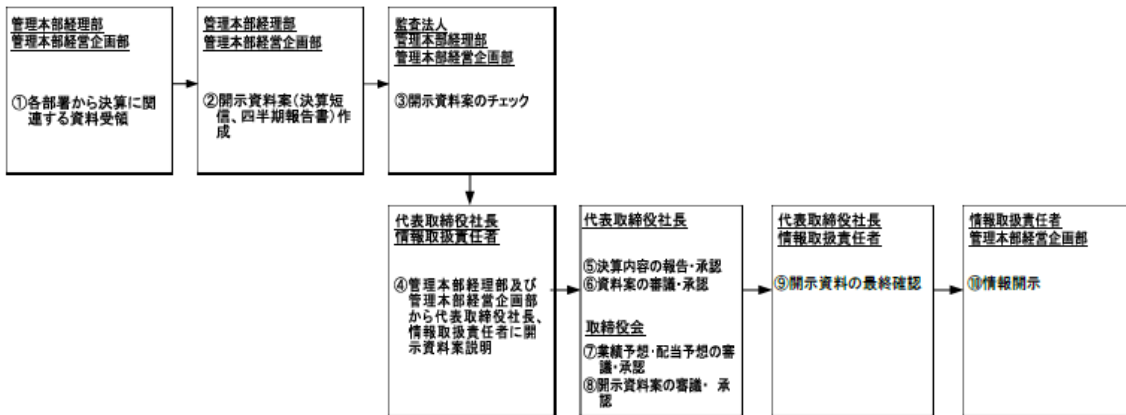 管理本部経理部
管理本部経営企画部
①各部署から決算に関
連する資料受領
管理本部経理部
管理本部経営企画部
②開示資料案(決算短
信、四半期報告書)作
成
監査法人
管理本部経理部
管理本部経営企画部
③開示資料案のチェック
代表取締役社長
情報取扱責任者
④管理本部経理部及び
管理本部経営企画部
から代表取締役社長、
情報取扱責任者に開
示資料案説明
代表取締役社長
⑤決算内容の報告・承認
⑥資料案の審議・承認
取締役会
⑦業績予想・配当予想の審
議・承認
⑧開示資料案の審議・ 承
認
代表取締役社長
情報取扱責任者
⑨開示資料の最終確認
情報取扱責任者
管理本部経営企画部
⑩情報開示